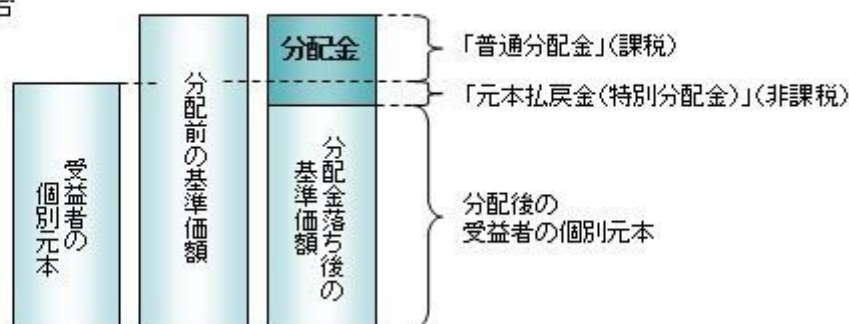 分配金
「普通分配金」(課税)
「元本払戻金(特別分配金)」(非課税)
受益者の
個別元本
分配前の基準価額
分配金落ち後の
基準価額
分配後の
受益者の個別元本